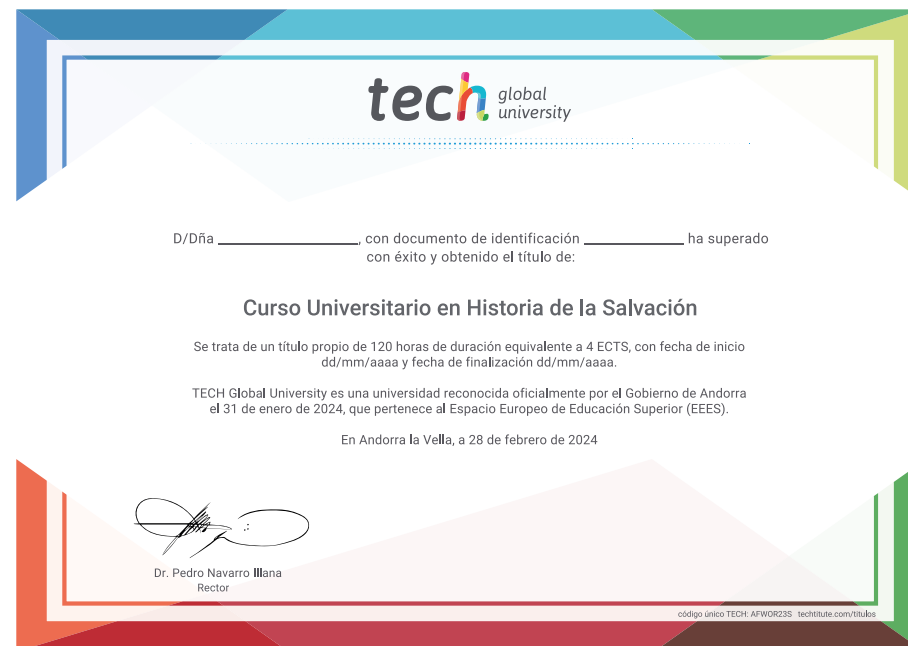 tech global university
D/Dña ____________________, con documento de identificación ______________ ha superado
con éxito y obtenido el título de:
Curso Universitario en Historia de la Salvación
Se trata de un título propio de 120 horas de duración equivalente a 4 ECTS, con fecha de inicio
dd/mm/aaaa y fecha de finalización dd/mm/aaaa.
TECH Global University es una universidad reconocida oficialmente por el Gobierno de Andorra
el 31 de enero de 2024, que pertenece al Espacio Europeo de Educación Superior (EEES).
En Andorra la Vella, a 28 de febrero de 2024
Dr. Pedro Navarro Illana
Rector
código único TECH: AFWOR23S techtitute.com/titulos